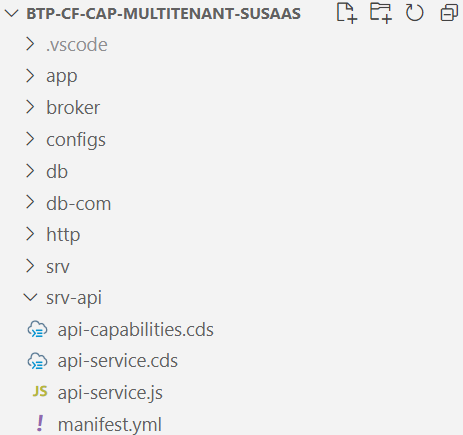 BTP-CF-CAP-MULTITENANT-SUSAAS
.vscode
app
broker
configs
db
db-com
http
srv
srv-api
api-capabilities.cds
api-service.cds
JS api-service.js
! manifest.yml